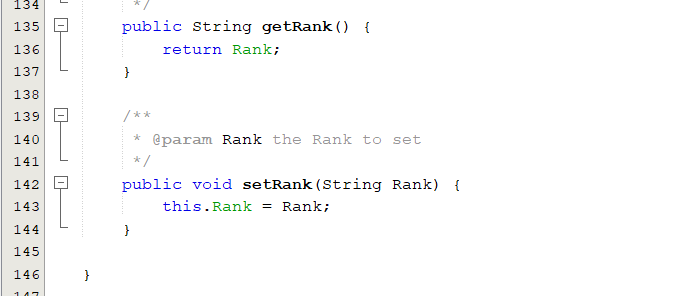 134 */
135 public String getRank() {
136 return Rank;
137 }
138
139 /**
140 * @param Rank the Rank to set
141 */
142 public void setRank(String Rank) {
143 this.Rank = Rank;
144 }
145
146 }
147